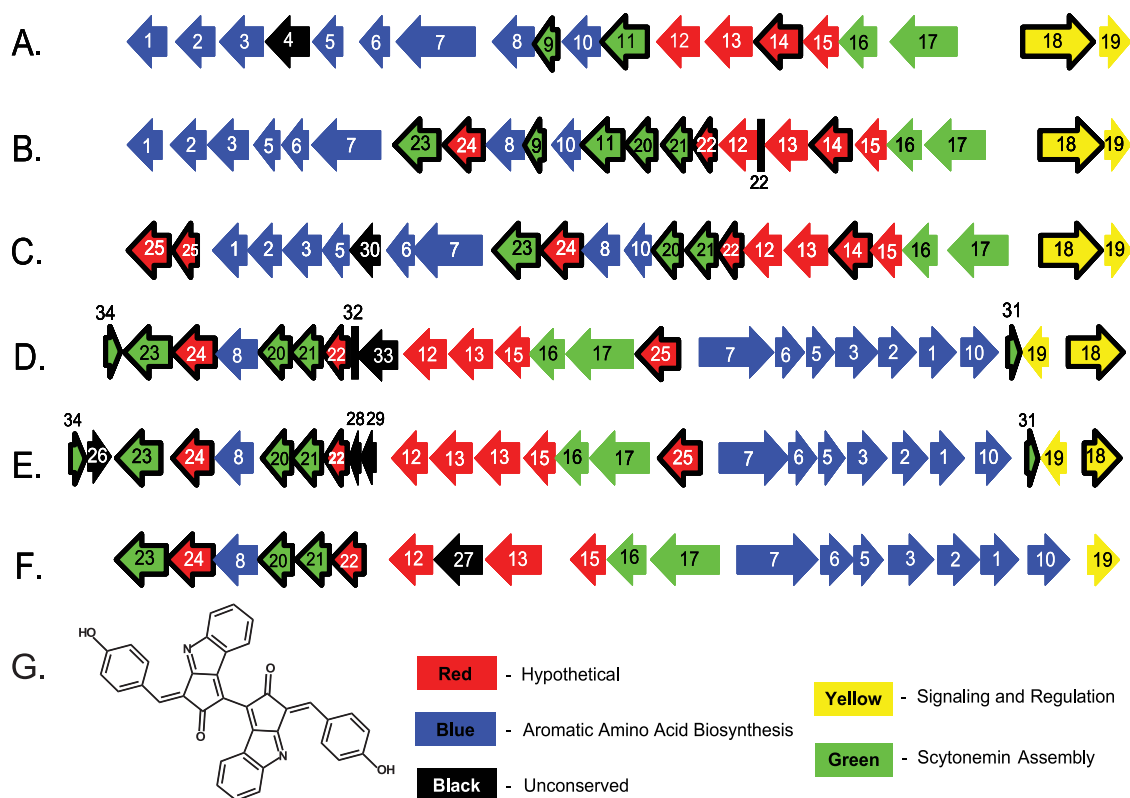 A. 1 2 3 4 5 6 7 8 9 10 11 12 13 14 15 16 17 18 19
B. 1 2 3 5 6 7 23 24 8 9 10 11 20 21 22 12 13 14 15 16 17 18 19
22
C. 25 25 1 2 3 5 30 6 7 23 24 8 10 20 21 22 12 13 14 15 16 17 18 19
34 32 31
D. 23 24 8 20 21 22 33 12 13 15 16 17 25 7 6 5 3 2 1 10 19 18
34 28 29 31
E. 26 23 24 8 20 21 22 12 13 13 15 16 17 25 7 6 5 3 2 1 10 19 18
F. 23 24 8 20 21 22 12 27 13 15 16 17 7 6 5 3 2 1 10 19
G. HO N O O N OH
Red - Hypothetical
Blue - Aromatic Amino Acid Biosynthesis
Black - Unconserved
Yellow - Signaling and Regulation
Green - Scytonemin Assembly